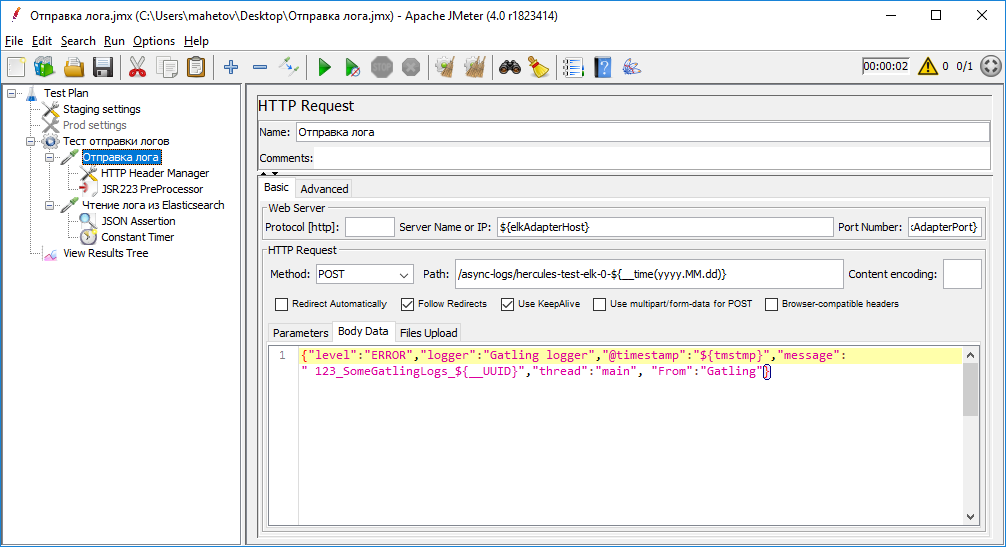 Отправка лога.jmx (C:\Users\mahetov\Desktop\Отправка лога.jmx) - Apache JMeter (4.0 r1823414)
File Edit Search Run Options Help
00:00:02 0 0/1
Test Plan
Staging settings
Prod settings
Тест отправки логов
Отправка лога
HTTP Header Manager
JSR223 PreProcessor
Чтение лога из Elasticsearch
JSON Assertion
Constant Timer
View Results Tree
HTTP Request
Name: Отправка лога
Comments:
Basic Advanced
Web Server
Protocol [http]: Server Name or IP: ${elkAdapterHost} Port Number: :AdapterPort}
HTTP Request
Method: POST Path: /async-logs/hercules-test-elk-0-${__time(yyyy.MM.dd)} Content encoding:
Redirect Automatically Follow Redirects Use KeepAlive Use multipart/form-data for POST Browser-compatible headers
Parameters Body Data Files Upload
1 {"level":"ERROR","logger":"Gatling logger","@timestamp":"${tmstmp}","message":
" 123_SomeGatlingLogs_${__UUID}","thread":"main", "From":"Gatling"}